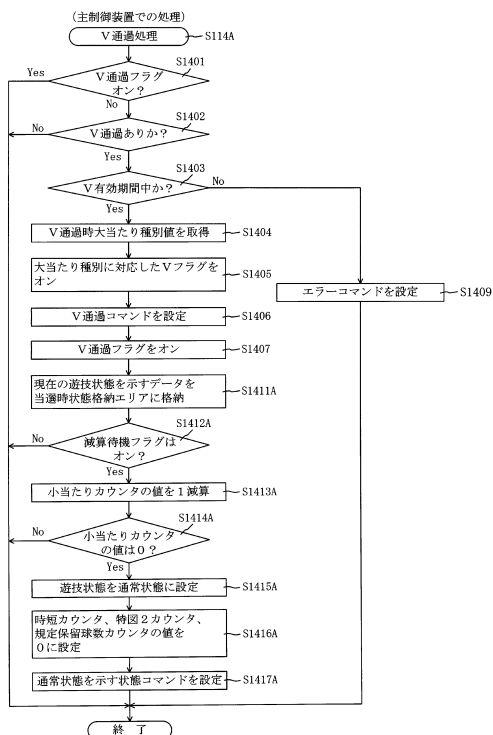 (主制御装置での処理)
V通過処理
S114A
S1401
Yes
V通過フラグ
オン?
No
S1402
No
V通過ありか?
Yes
S1403
V有効期間中か?
No
Yes
V通過時大当たり種別値を取得
S1404
大当たり種別に対応したVフラグを
オン
S1405
エラーコマンドを設定
S1409
V通過コマンドを設定
S1406
V通過フラグをオン
S1407
現在の遊技状態を示すデータを
当選時状態格納エリアに格納
S1411A
S1412A
No
減算待機フラグは
オン?
Yes
小当たりカウンタの値を1減算
S1413A
S1414A
No
小当たりカウンタ
の値は0?
Yes
遊技状態を通常状態に設定
S1415A
時短カウンタ、特図2カウンタ、
規定保留球数カウンタの値を
0に設定
S1416A
通常状態を示す状態コマンドを設定
S1417A
終 了